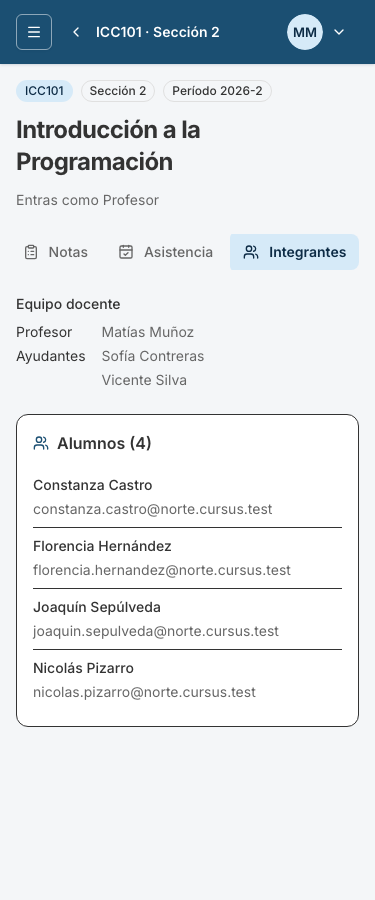 ICC101 · Sección 2
MM
ICC101
Sección 2
Período 2026-2
Introducción a la
Programación
Entras como Profesor
Notas
Asistencia
Integrantes
Equipo docente
Profesor Matías Muñoz
Ayudantes Sofía Contreras
Vicente Silva
Alumnos (4)
Constanza Castro
constanza.castro@norte.cursus.test
Florencia Hernández
florencia.hernandez@norte.cursus.test
Joaquín Sepúlveda
joaquin.sepulveda@norte.cursus.test
Nicolás Pizarro
nicolas.pizarro@norte.cursus.test